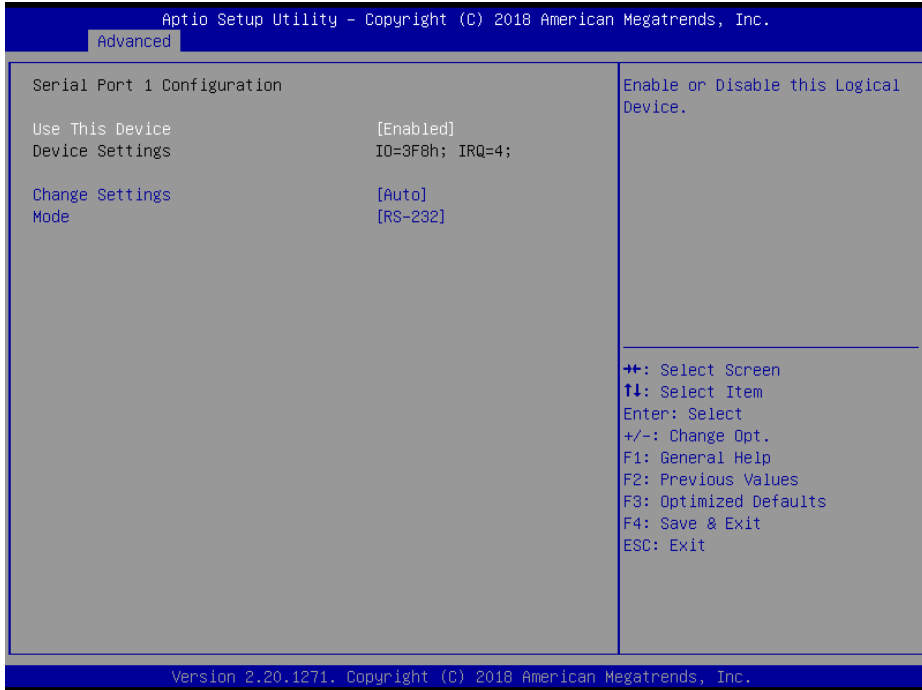 Aptio Setup Utility – Copyright (C) 2018 American Megatrends, Inc.
Advanced
Serial Port 1 Configuration
Use This Device [Enabled]
Device Settings IO=3F8h; IRQ=4;
Change Settings [Auto]
Mode [RS-232]
Enable or Disable this Logical
Device.
→←: Select Screen
↑↓: Select Item
Enter: Select
+/-: Change Opt.
F1: General Help
F2: Previous Values
F3: Optimized Defaults
F4: Save & Exit
ESC: Exit
Version 2.20.1271. Copyright (C) 2018 American Megatrends, Inc.